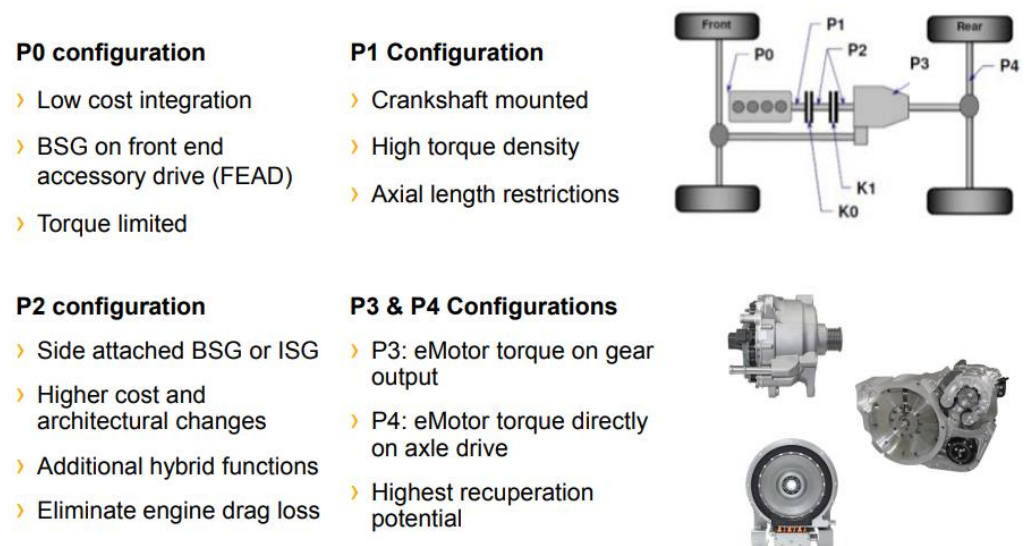 P0 configuration
› Low cost integration
› BSG on front end
accessory drive (FEAD)
› Torque limited
P1 Configuration
› Crankshaft mounted
› High torque density
› Axial length restrictions
Front
Rear
P0
P1
P2
P3
P4
K1
K0
P2 configuration
› Side attached BSG or ISG
› Higher cost and
architectural changes
› Additional hybrid functions
› Eliminate engine drag loss
P3 & P4 Configurations
› P3: eMotor torque on gear
output
› P4: eMotor torque directly
on axle drive
› Highest recuperation
potential